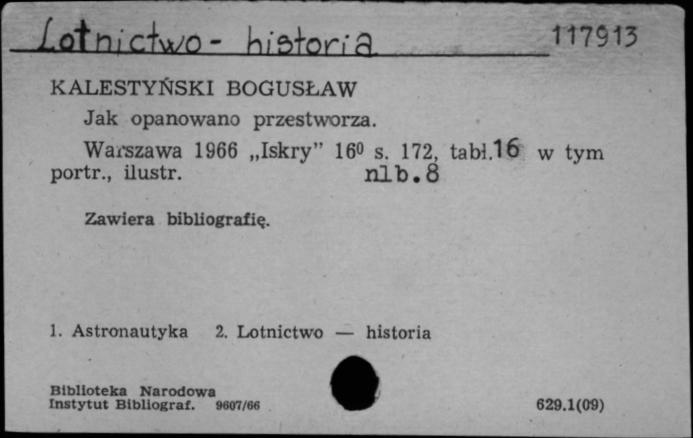 Lotnictwo - historia 117913
KALESTYŃSKI BOGUSŁAW
Jak opanowano przestworza.
Warszawa 1966 „Iskry” 16⁰ s. 172, tabl.16 w tym
portr., ilustr. nlb.8
Zawiera bibliografię.
1. Astronautyka 2. Lotnictwo — historia
Biblioteka Narodowa
Instytut Bibliograf. 9607/66 629.1(09)